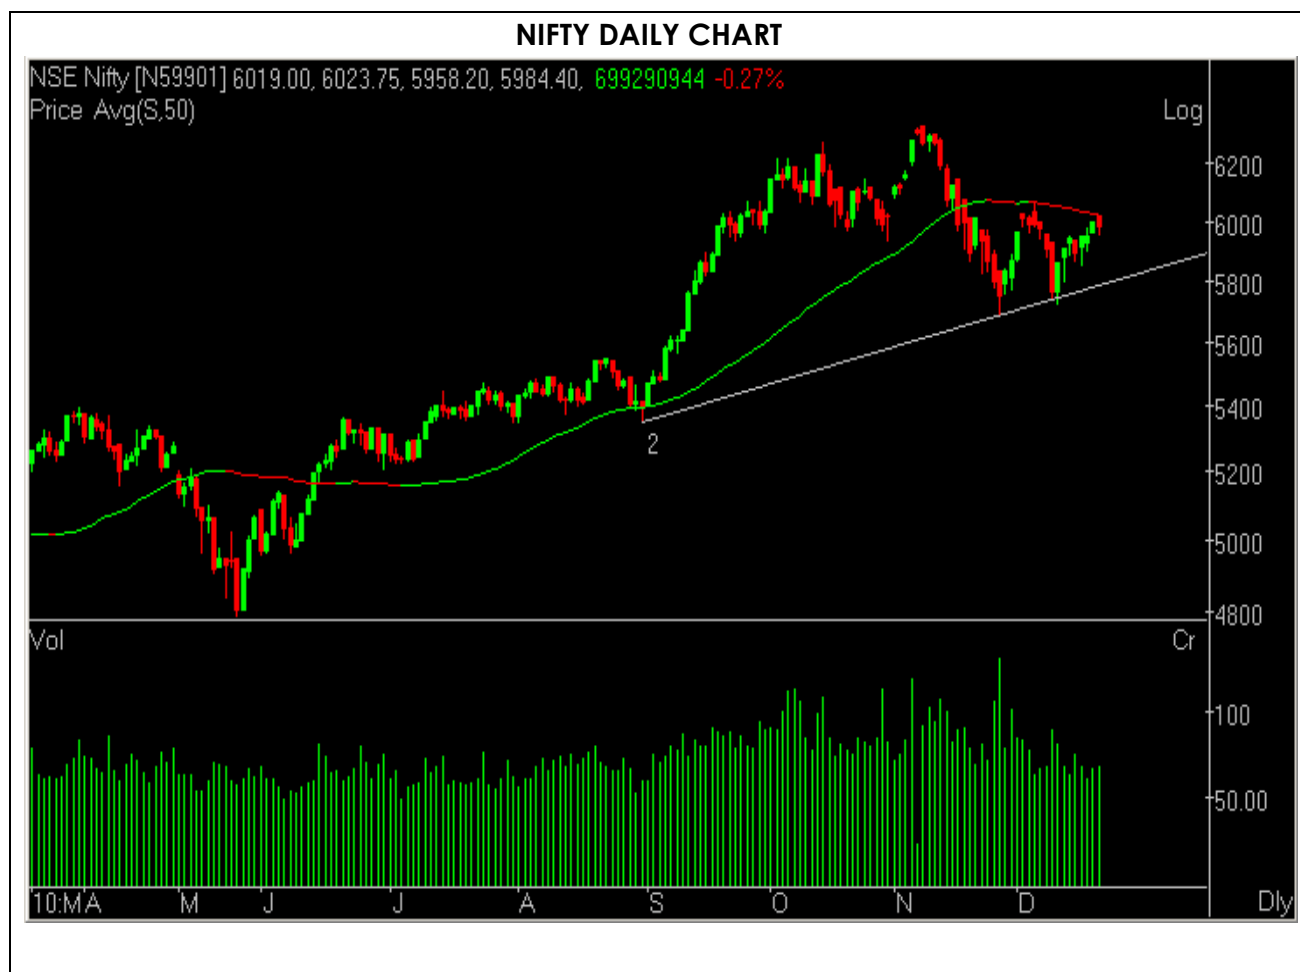 NIFTY DAILY CHART
NSE Nifty [N59901] 6019.00, 6023.75, 5958.20, 5984.40, 699290944 -0.27%
Price Avg(S,50)
Log
6200
6000
5800
5600
5400
2
5200
5000
4800
Vol
Cr
100
50.00
10:MA M J J A S O N D Dly